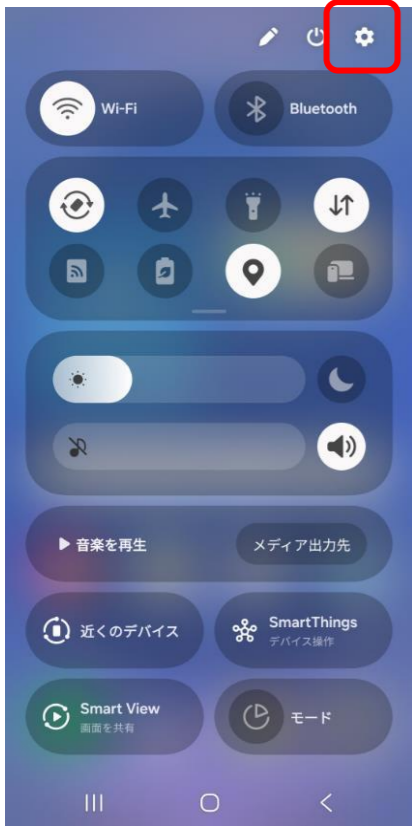 Wi-Fi
Bluetooth
音楽を再生
メディア出力先
近くのデバイス
SmartThings
デバイス操作
Smart View
画面を共有
モード